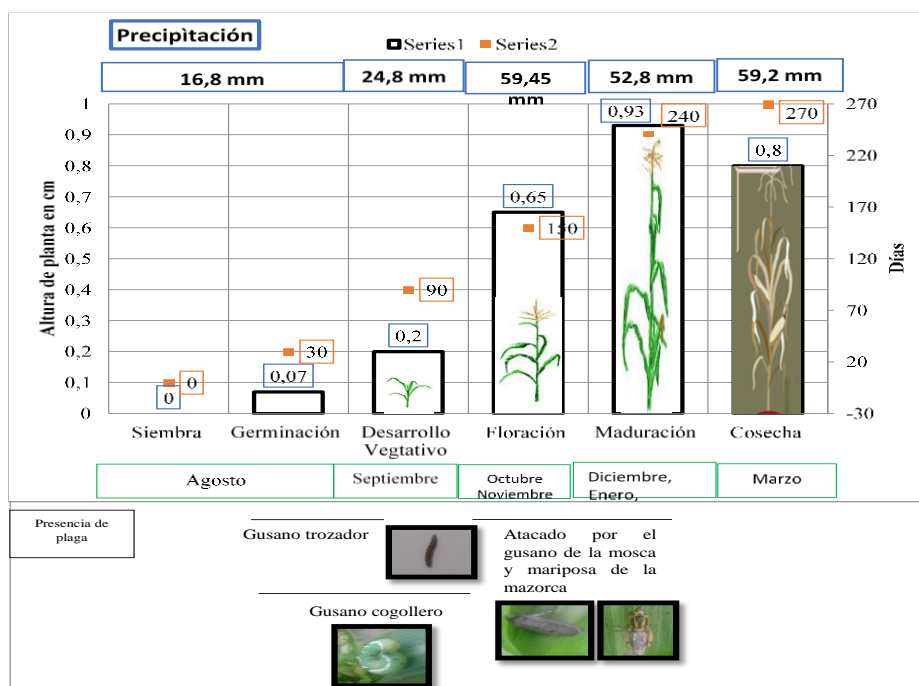 Precipìtación
Series1 Series2
16,8 mm 24,8 mm 59,45 mm 52,8 mm 59,2 mm
Altura de planta en cm
1
0,9
0,8
0,7
0,6
0,5
0,4
0,3
0,2
0,1
0
270
220
170
120
70
20
-30
Días
0 0,07 0,2 0,65 0,93 0,8
0 30 90 150 240 270
Siembra Germinación Desarrollo Vegtativo Floración Maduración Cosecha
Agosto Septiembre Octubre Noviembre Diciembre, Enero, Marzo
Presencia de
plaga
Gusano trozador
Gusano cogollero
Atacado por el
gusano de la mosca
y mariposa de la
mazorca